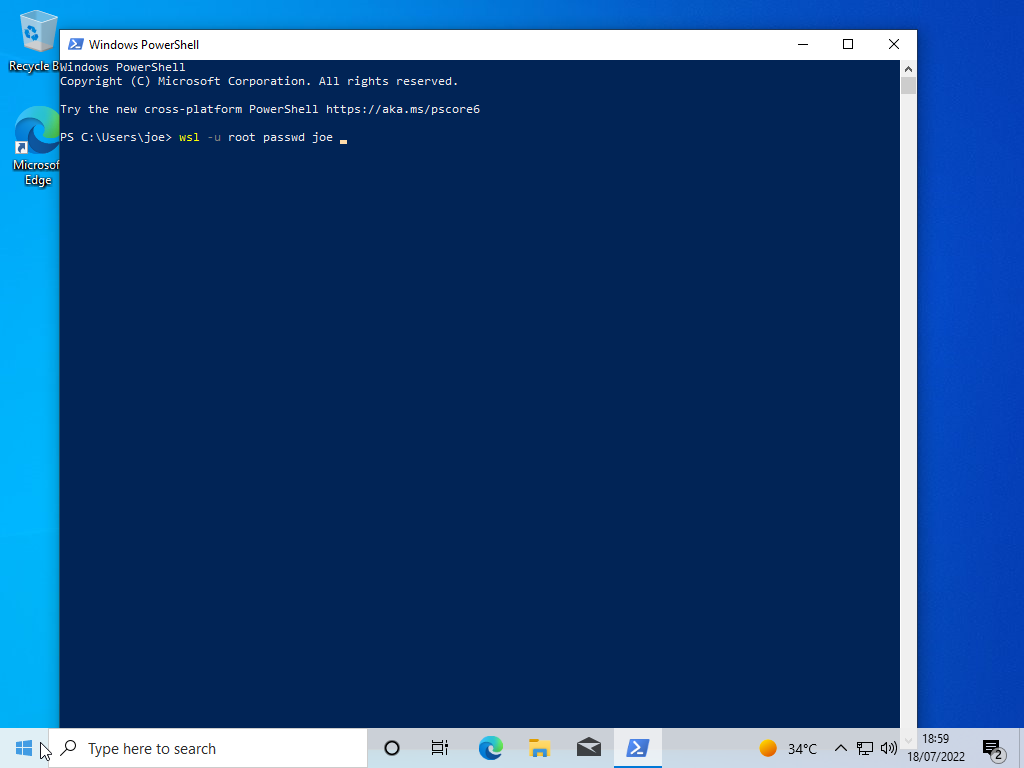 Windows PowerShell
Recycle B
Windows PowerShell
Copyright (C) Microsoft Corporation. All rights reserved.
Try the new cross-platform PowerShell https://aka.ms/pscore6
PS C:\Users\joe> wsl -u root passwd joe
Microsof
Edge
Type here to search
34°C
18:59
18/07/2022
2